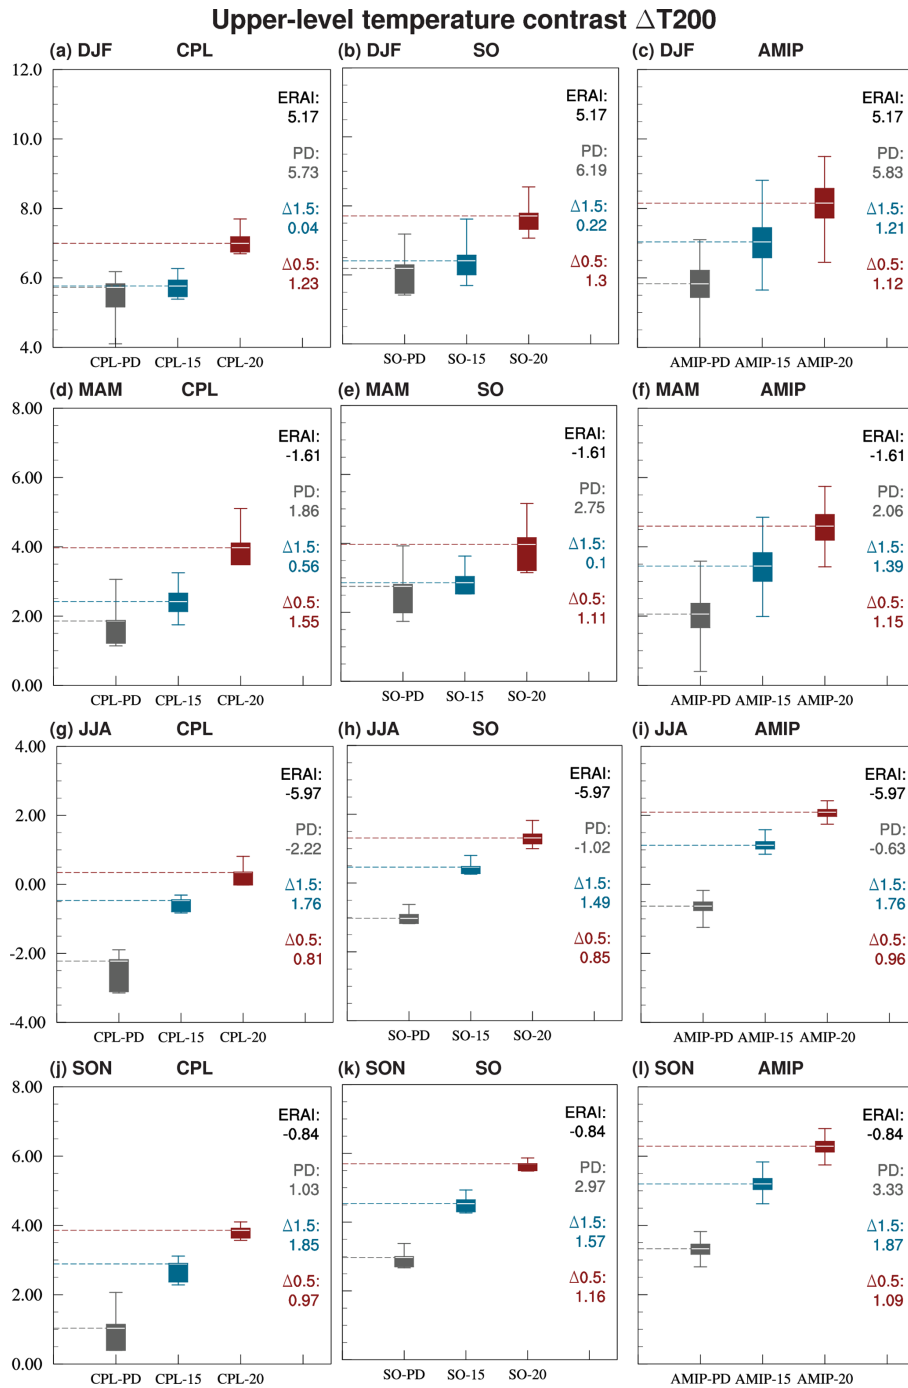 Upper-level temperature contrast ΔT200
(a) DJF CPL
(b) DJF SO
(c) DJF AMIP
12.0
10.0
8.0
6.0
4.0
ERAI:
5.17
PD:
5.73
Δ1.5:
0.04
Δ0.5:
1.23
CPL-PD CPL-15 CPL-20
ERAI:
5.17
PD:
6.19
Δ1.5:
0.22
Δ0.5:
1.3
SO-PD SO-15 SO-20
ERAI:
5.17
PD:
5.83
Δ1.5:
1.21
Δ0.5:
1.12
AMIP-PD AMIP-15 AMIP-20
(d) MAM CPL
(e) MAM SO
(f) MAM AMIP
8.00
6.00
4.00
2.00
0.00
ERAI:
-1.61
PD:
1.86
Δ1.5:
0.56
Δ0.5:
1.55
CPL-PD CPL-15 CPL-20
ERAI:
-1.61
PD:
2.75
Δ1.5:
0.1
Δ0.5:
1.11
SO-PD SO-15 SO-20
ERAI:
-1.61
PD:
2.06
Δ1.5:
1.39
Δ0.5:
1.15
AMIP-PD AMIP-15 AMIP-20
(g) JJA CPL
(h) JJA SO
(i) JJA AMIP
4.00
2.00
0.00
-2.00
-4.00
ERAI:
-5.97
PD:
-2.22
Δ1.5:
1.76
Δ0.5:
0.81
CPL-PD CPL-15 CPL-20
ERAI:
-5.97
PD:
-1.02
Δ1.5:
1.49
Δ0.5:
0.85
SO-PD SO-15 SO-20
ERAI:
-5.97
PD:
-0.63
Δ1.5:
1.76
Δ0.5:
0.96
AMIP-PD AMIP-15 AMIP-20
(j) SON CPL
(k) SON SO
(l) SON AMIP
8.00
6.00
4.00
2.00
0.00
ERAI:
-0.84
PD:
1.03
Δ1.5:
1.85
Δ0.5:
0.97
CPL-PD CPL-15 CPL-20
ERAI:
-0.84
PD:
2.97
Δ1.5:
1.57
Δ0.5:
1.16
SO-PD SO-15 SO-20
ERAI:
-0.84
PD:
3.33
Δ1.5:
1.87
Δ0.5:
1.09
AMIP-PD AMIP-15 AMIP-20